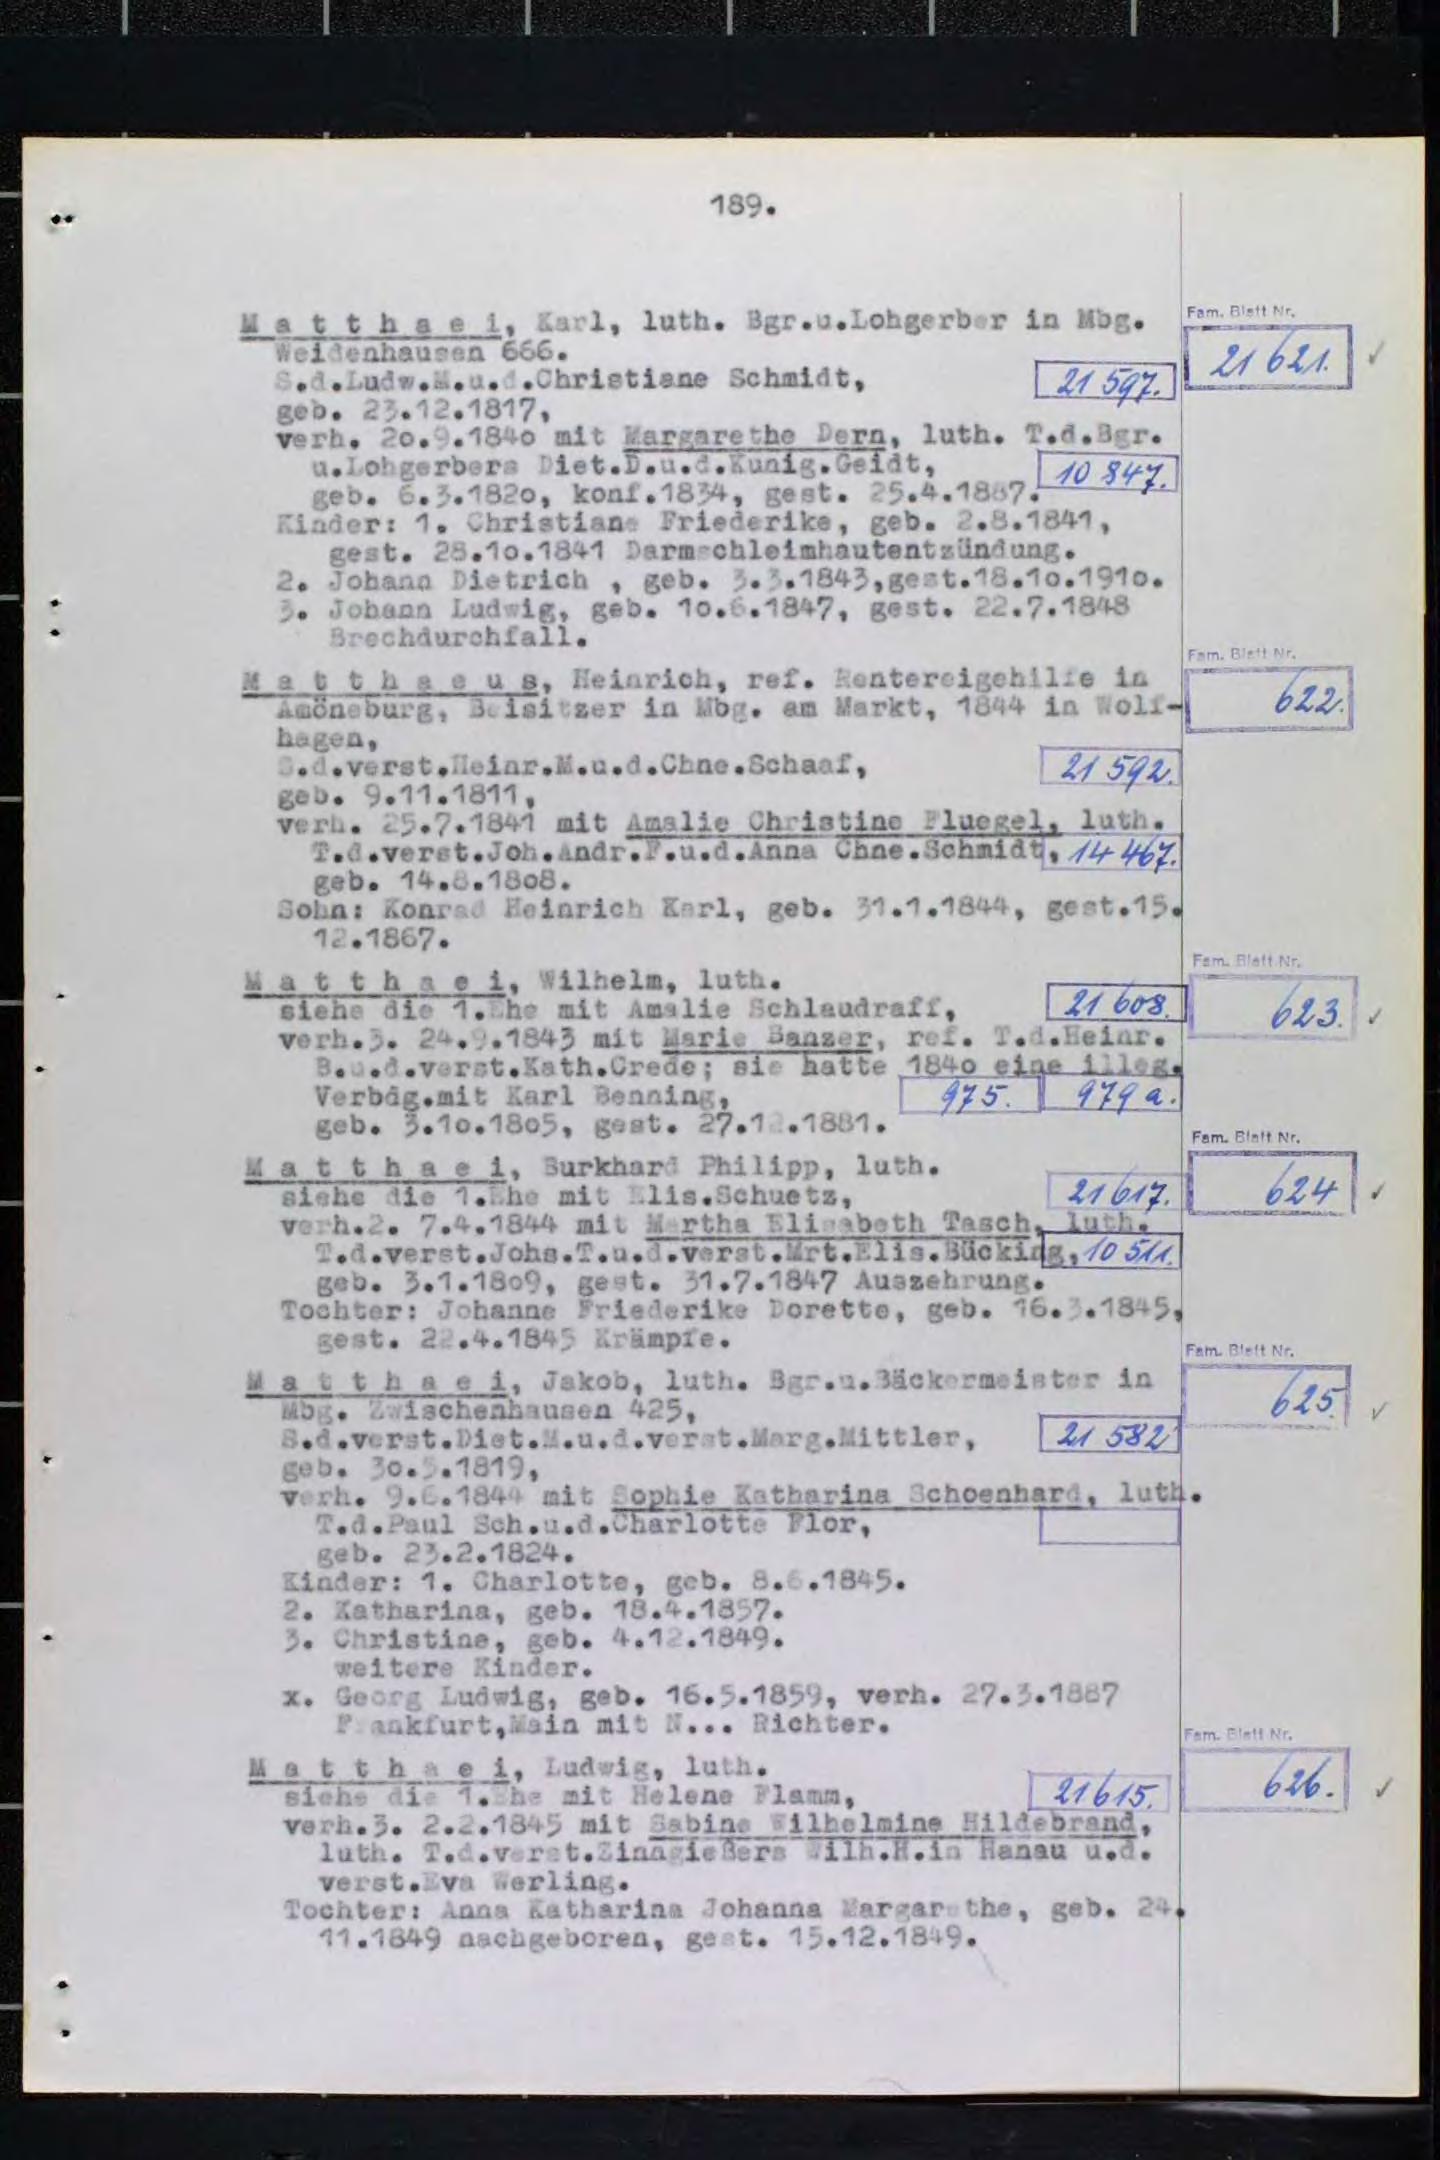 189.
Fam. Blatt Nr.
M a t t h a e i, Karl, luth. Bgr.u.Lohgerber in Mbg.
21 621.
Weidenhausen 666.
S.d.Ludw.M.u.d.Christiane Schmidt,
21 597.
geb. 23.12.1817,
verh. 2o.9.184o mit Margarethe Dern, luth. T.d.Bgr.
u.Lohgerbers Diet.D.u.d.Kunig.Geidt,
10 847.
geb. 6.3.182o, konf.1834, gest. 25.4.1887.
Kinder: 1. Christiane Friederike, geb. 2.8.1841,
gest. 28.1o.1841 Darmschleimhautentzündung.
2. Johann Dietrich , geb. 3.3.1843,gest.18.1o.191o.
3. Johann Ludwig, geb. 1o.6.1847, gest. 22.7.1848
Brechdurchfall.
Fam. Blatt Nr.
M a t t h a e u s, Heinrich, ref. Rentereigehilfe in
622.
Amöneburg, Beisitzer in Mbg. am Markt, 1844 in Wolf-
hagen,
S.d.verst.Heinr.M.u.d.Chne.Schaaf,
21 592.
geb. 9.11.1811,
verh. 25.7.1841 mit Amalie Christine Fluegel, luth.
T.d.verst.Joh.Andr.F.u.d.Anna Chne.Schmidt,
14 467.
geb. 14.8.18o8.
Sohn: Konrad Heinrich Karl, geb. 31.1.1844, gest.15.
12.1867.
Fam. Blatt Nr.
M a t t h a e i, Wilhelm, luth.
siehe die 1.Ehe mit Amalie Schlaudraff,
21 608.
623.
verh.3. 24.9.1843 mit Marie Banzer, ref. T.d.Heinr.
B.u.d.verst.Kath.Crede; sie hatte 184o eine illeg.
Verbdg.mit Karl Benning,
975.
979 a.
geb. 3.1o.18o5, gest. 27.12.1881.
Fam. Blatt Nr.
M a t t h a e i, Burkhard Philipp, luth.
siehe die 1.Ehe mit Elis.Schuetz,
21 617.
624
verh.2. 7.4.1844 mit Martha Elisabeth Tasch, luth.
T.d.verst.Johs.T.u.d.verst.Mrt.Elis.Bücking,
10 511.
geb. 3.1.18o9, gest. 31.7.1847 Auszehrung.
Tochter: Johanne Friederike Dorette, geb. 16.3.1845,
gest. 22.4.1845 Krämpfe.
Fam. Blatt Nr.
M a t t h a e i, Jakob, luth. Bgr.u.Bäckermeister in
625.
Mbg. Zwischenhausen 425,
S.d.verst.Diet.M.u.d.verst.Marg.Mittler,
21 582
geb. 3o.5.1819,
verh. 9.6.1844 mit Sophie Katharina Schoenhard, luth.
T.d.Paul Sch.u.d.Charlotte Flor,
geb. 23.2.1824.
Kinder: 1. Charlotte, geb. 8.6.1845.
2. Katharina, geb. 18.4.1857.
3. Christine, geb. 4.12.1849.
weitere Kinder.
x. Georg Ludwig, geb. 16.5.1859, verh. 27.3.1887
Frankfurt,Main mit N... Richter.
Fam. Blatt Nr.
M a t t h a e i, Ludwig, luth.
siehe die 1.Ehe mit Helene Flamm,
21 615.
626.
verh.3. 2.2.1845 mit Sabine Wilhelmine Hildebrand,
luth. T.d.verst.Zinngießers Wilh.H.in Hanau u.d.
verst.Eva Werling.
Tochter: Anna Katharina Johanna Margarethe, geb. 24.
11.1849 nachgeboren, gest. 15.12.1849.